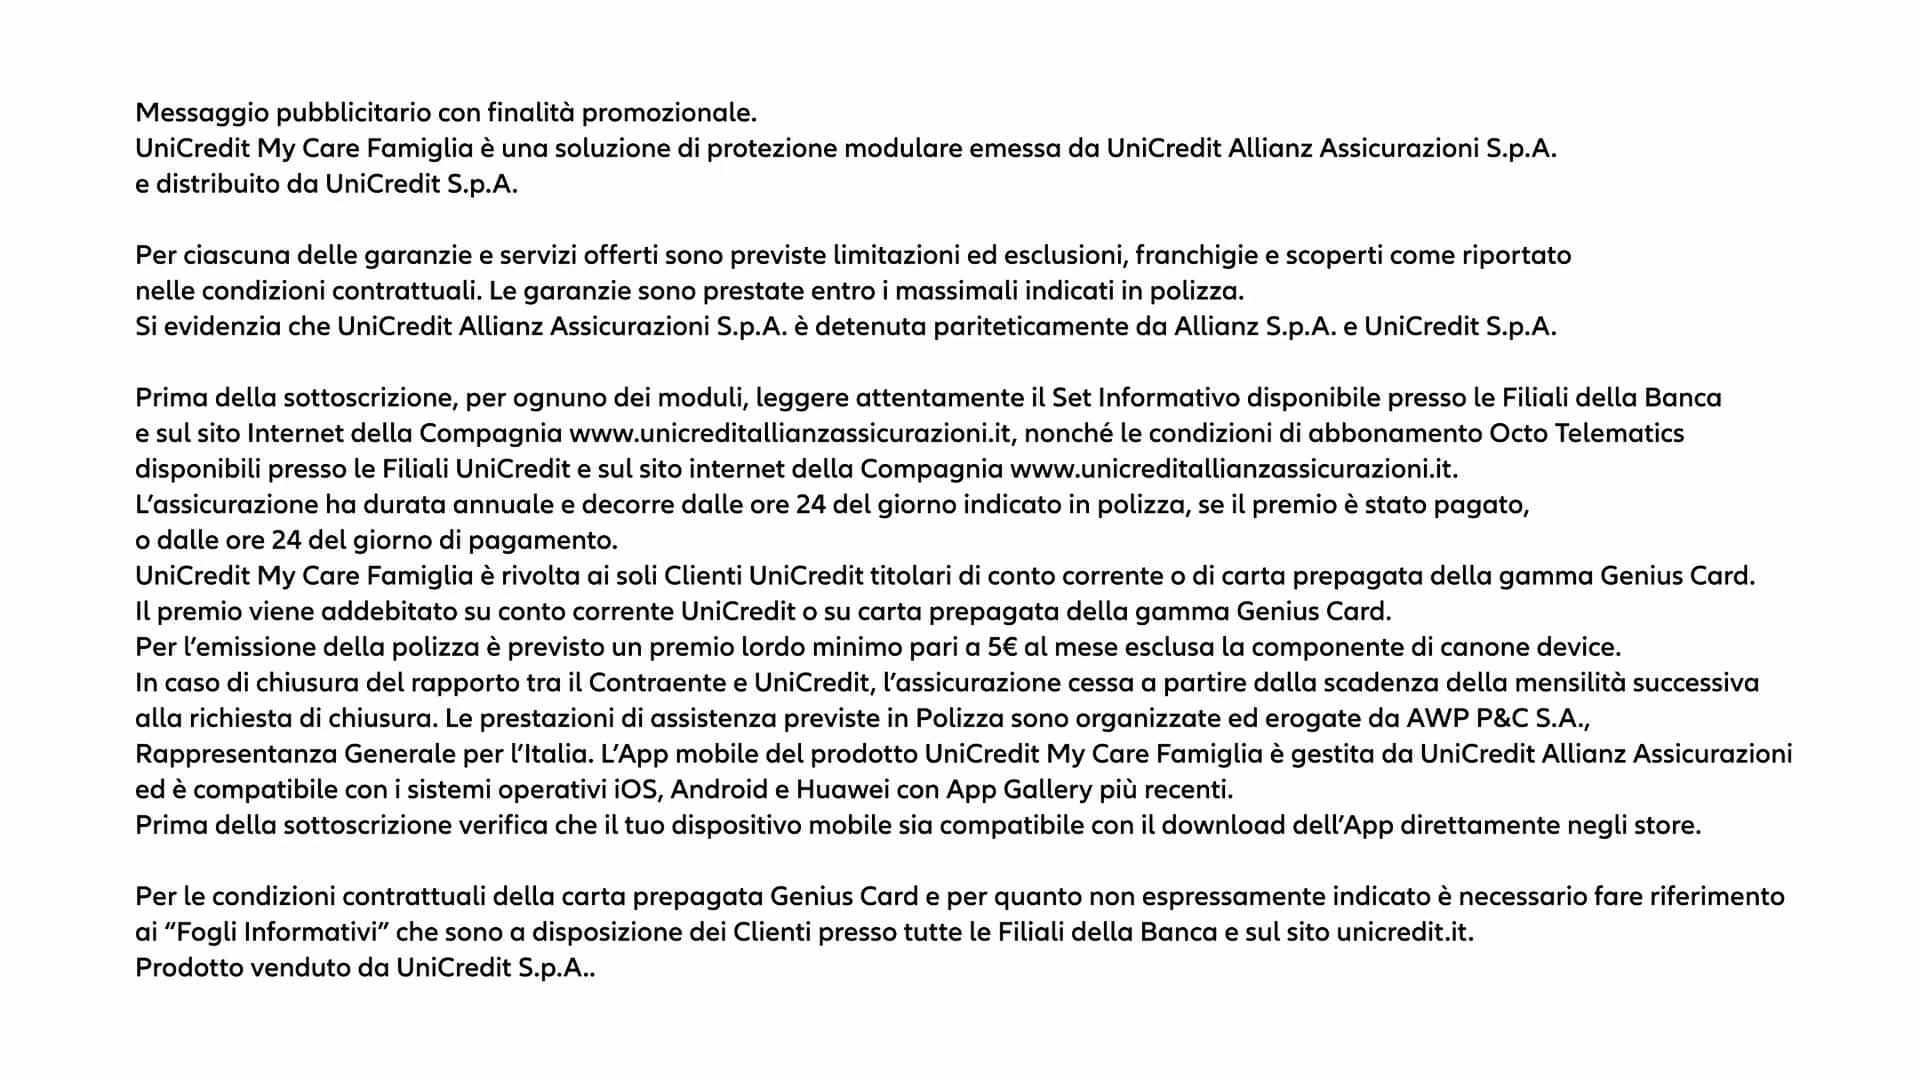 Messaggio pubblicitario con finalità promozionale.
UniCredit My Care Famiglia è una soluzione di protezione modulare emessa da UniCredit Allianz Assicurazioni S.p.A.
e distribuito da UniCredit S.p.A.
Per ciascuna delle garanzie e servizi offerti sono previste limitazioni ed esclusioni, franchigie e scoperti come riportato
nelle condizioni contrattuali. Le garanzie sono prestate entro i massimali indicati in polizza.
Si evidenzia che UniCredit Allianz Assicurazioni S.p.A. è detenuta pariteticamente da Allianz S.p.A. e UniCredit S.p.A.
Prima della sottoscrizione, per ognuno dei moduli, leggere attentamente il Set Informativo disponibile presso le Filiali della Banca
e sul sito Internet della Compagnia www.unicreditallianzassicurazioni.it, nonché le condizioni di abbonamento Octo Telematics
disponibili presso le Filiali UniCredit e sul sito internet della Compagnia www.unicreditallianzassicurazioni.it.
L’assicurazione ha durata annuale e decorre dalle ore 24 del giorno indicato in polizza, se il premio è stato pagato,
o dalle ore 24 del giorno di pagamento.
UniCredit My Care Famiglia è rivolta ai soli Clienti UniCredit titolari di conto corrente o di carta prepagata della gamma Genius Card.
Il premio viene addebitato su conto corrente UniCredit o su carta prepagata della gamma Genius Card.
Per l’emissione della polizza è previsto un premio lordo minimo pari a 5€ al mese esclusa la componente di canone device.
In caso di chiusura del rapporto tra il Contraente e UniCredit, l’assicurazione cessa a partire dalla scadenza della mensilità successiva
alla richiesta di chiusura. Le prestazioni di assistenza previste in Polizza sono organizzate ed erogate da AWP P&C S.A.,
Rappresentanza Generale per l’Italia. L’App mobile del prodotto UniCredit My Care Famiglia è gestita da UniCredit Allianz Assicurazioni
ed è compatibile con i sistemi operativi iOS, Android e Huawei con App Gallery più recenti.
Prima della sottoscrizione verifica che il tuo dispositivo mobile sia compatibile con il download dell’App direttamente negli store.
Per le condizioni contrattuali della carta prepagata Genius Card e per quanto non espressamente indicato è necessario fare riferimento
ai “Fogli Informativi” che sono a disposizione dei Clienti presso tutte le Filiali della Banca e sul sito unicredit.it.
Prodotto venduto da UniCredit S.p.A..